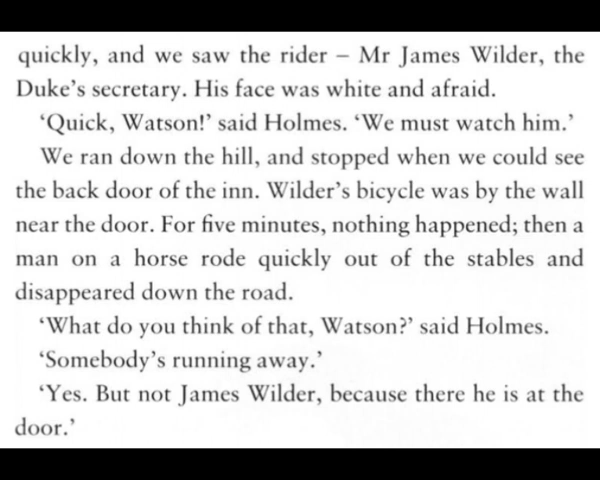 quickly, and we saw the rider – Mr James Wilder, the
Duke's secretary. His face was white and afraid.
‘Quick, Watson!’ said Holmes. ‘We must watch him.’
We ran down the hill, and stopped when we could see
the back door of the inn. Wilder's bicycle was by the wall
near the door. For five minutes, nothing happened; then a
man on a horse rode quickly out of the stables and
disappeared down the road.
‘What do you think of that, Watson?’ said Holmes.
‘Somebody's running away.’
‘Yes. But not James Wilder, because there he is at the
door.’